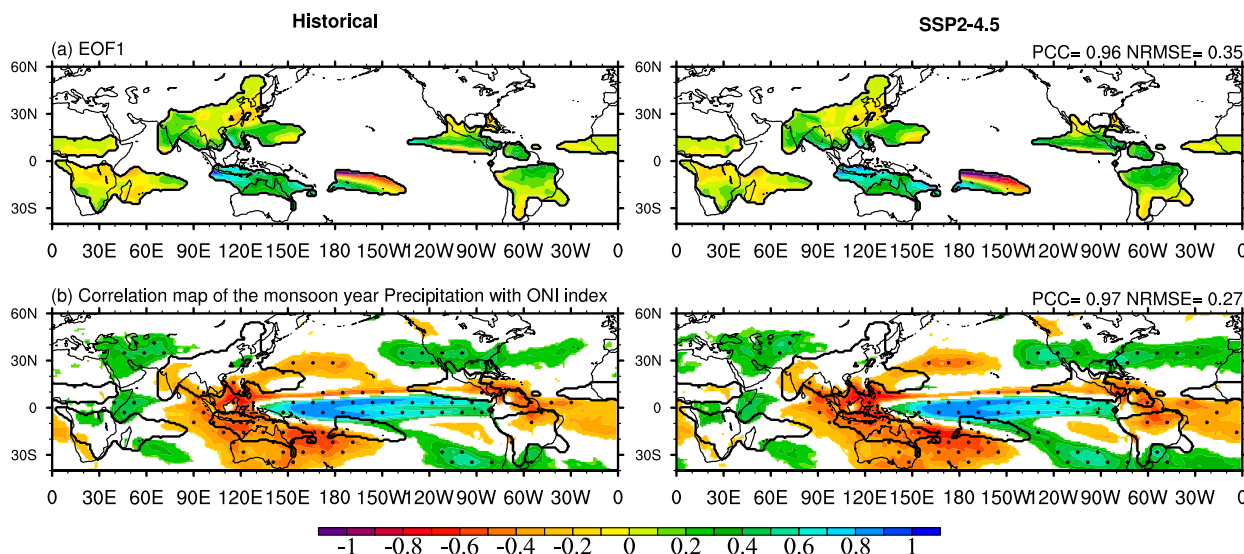 Historical
SSP2-4.5
(a) EOF1
PCC= 0.96 NRMSE= 0.35
60N
30N
0
30S
0 30E 60E 90E 120E 150E 180 150W 120W 90W 60W 30W 0
60N
30N
0
30S
0 30E 60E 90E 120E 150E 180 150W 120W 90W 60W 30W 0
(b) Correlation map of the monsoon year Precipitation with ONI index
PCC= 0.97 NRMSE= 0.27
60N
30N
0
30S
0 30E 60E 90E 120E 150E 180 150W 120W 90W 60W 30W 0
60N
30N
0
30S
0 30E 60E 90E 120E 150E 180 150W 120W 90W 60W 30W 0
-1 -0.8 -0.6 -0.4 -0.2 0 0.2 0.4 0.6 0.8 1